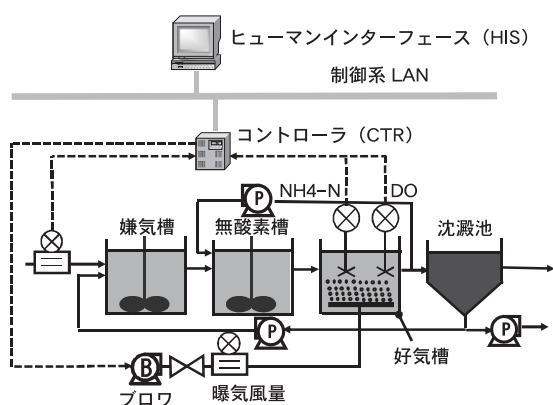 ヒューマンインターフェース（HIS）
制御系 LAN
コントローラ（CTR）
P
NH4-N
DO
嫌気槽
無酸素槽
沈澱池
P
P
好気槽
B
ブロワ
曝気風量